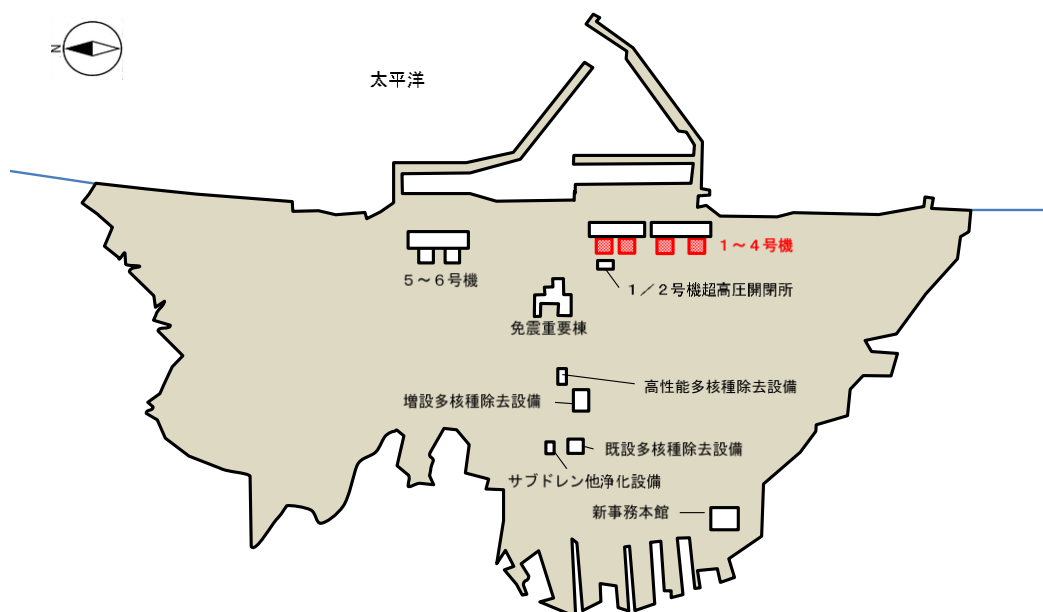 N
太平洋
１～４号機
５～６号機
１／２号機超高圧開閉所
免震重要棟
高性能多核種除去設備
増設多核種除去設備
既設多核種除去設備
サブドレン他浄化設備
新事務本館